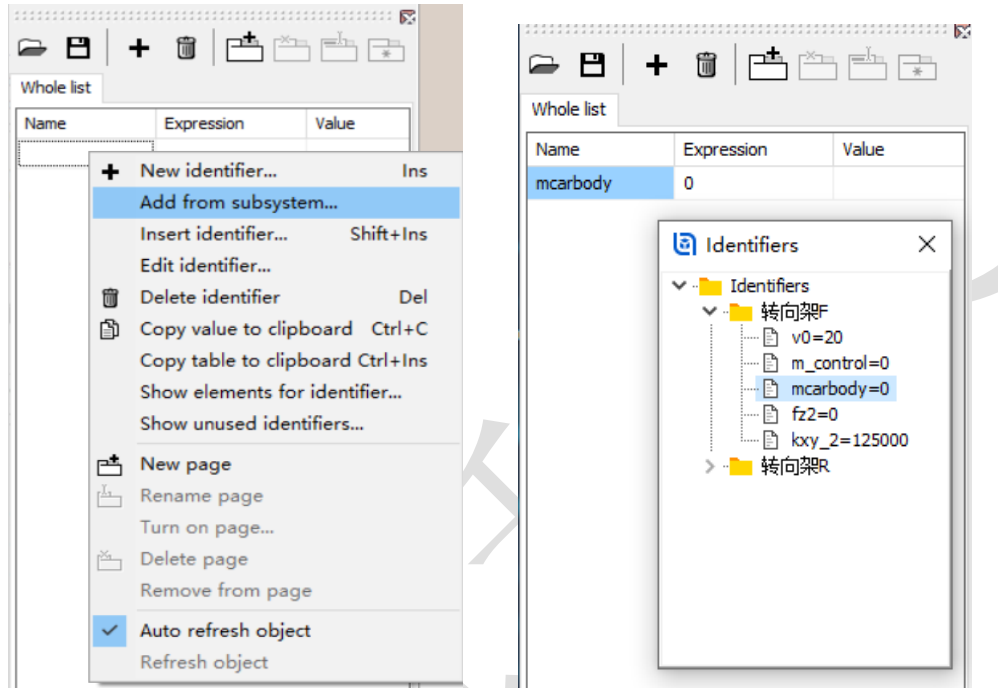 Whole list
Name Expression Value
New identifier... Ins
Add from subsystem...
Insert identifier... Shift+Ins
Edit identifier...
Delete identifier Del
Copy value to clipboard Ctrl+C
Copy table to clipboard Ctrl+Ins
Show elements for identifier...
Show unused identifiers...
New page
Rename page
Turn on page...
Delete page
Remove from page
Auto refresh object
Refresh object
Whole list
Name Expression Value
mcarbody 0
Identifiers
Identifiers
转向架F
v0=20
m_control=0
mcarbody=0
fz2=0
kxy_2=125000
转向架R